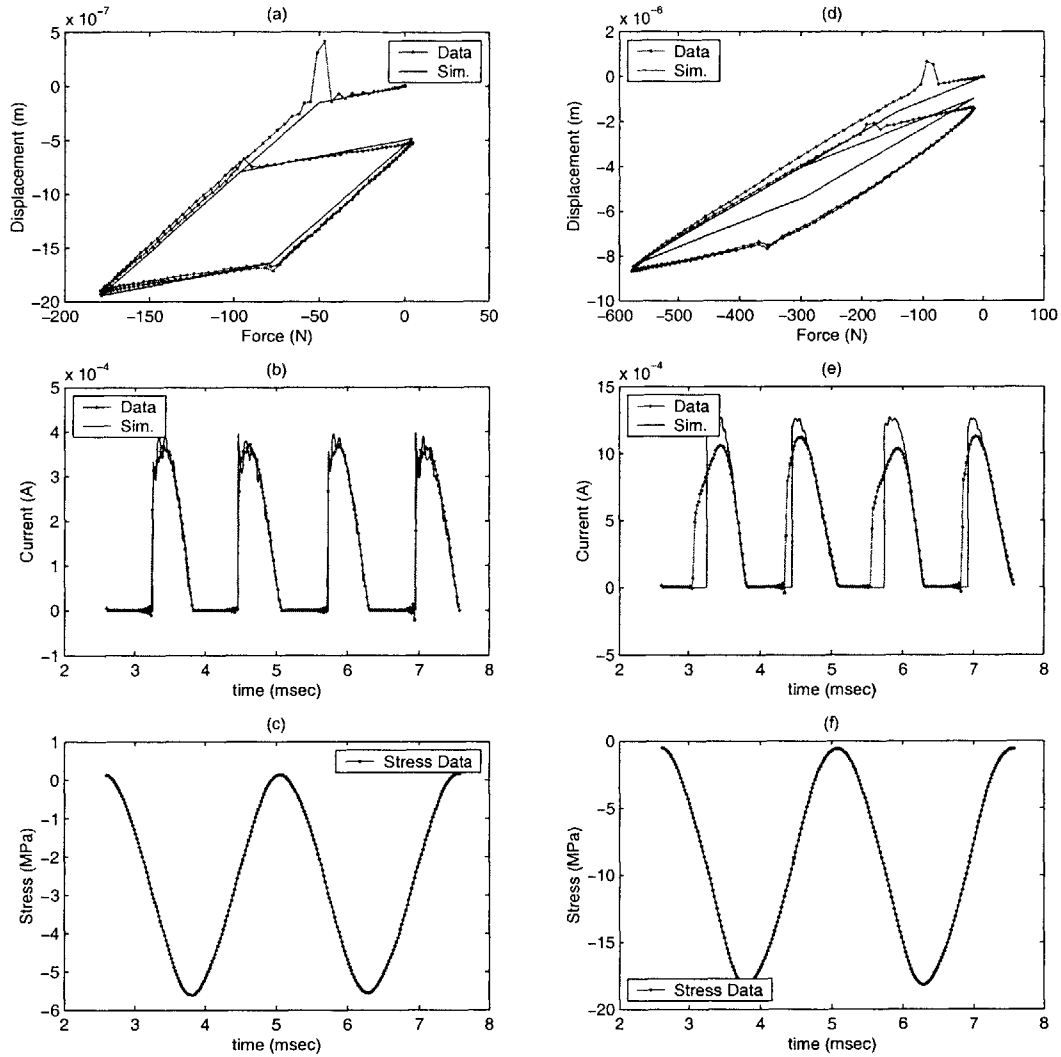 (a)
x 10−7
5
0
−5
−10
−15
−20
Displacement (m)
Data
Sim.
−200 −150 −100 −50 0 50
Force (N)
(d)
x 10−6
2
0
−2
−4
−6
−8
−10
Displacement (m)
Data
Sim.
−600 −500 −400 −300 −200 −100 0 100
Force (N)
(b)
x 10−4
5
4
3
2
1
0
−1
Current (A)
Data
Sim.
2 3 4 5 6 7 8
time (msec)
(e)
x 10−4
15
10
5
0
−5
Current (A)
Data
Sim.
2 3 4 5 6 7 8
time (msec)
(c)
1
0
−1
−2
−3
−4
−5
−6
Stress (MPa)
Stress Data
2 3 4 5 6 7 8
time (msec)
(f)
0
−5
−10
−15
−20
Stress (MPa)
Stress Data
2 3 4 5 6 7 8
time (msec)